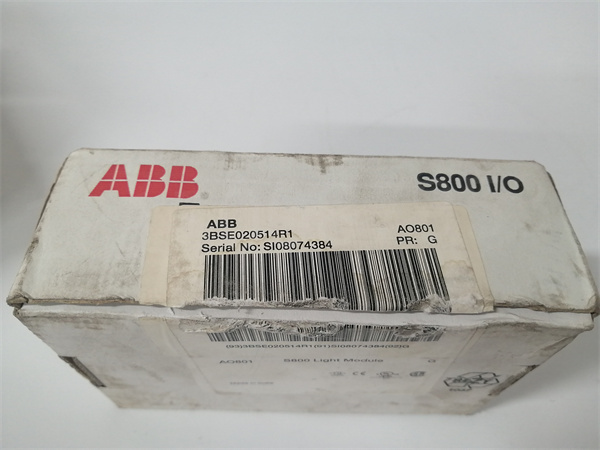 ABB
S800 I/O
ABB
3BSE020514R1
AO801
Serial No: SI08074384
PR: G
AO801
S800 Light Module
G